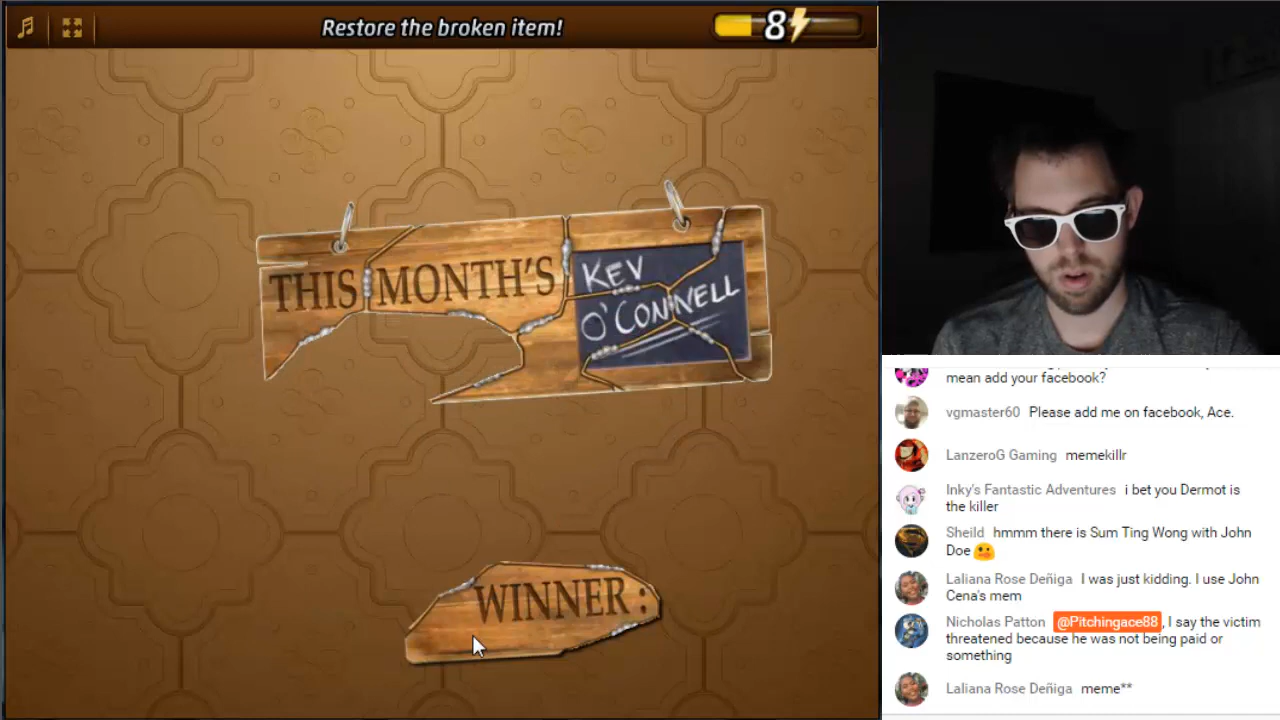 Restore the broken item!
8
THIS MONTH'S
KEV
O'CONNELL
WINNER :
mean add your facebook?
vgmaster60 Please add me on facebook, Ace.
LanzeroG Gaming memekillr
Inky's Fantastic Adventures i bet you Dermot is
the killer
Sheild hmmm there is Sum Ting Wong with John
Doe
Laliana Rose Deñiga I was just kidding. I use John
Cena's mem
Nicholas Patton @Pitchingace88, I say the victim
threatened because he was not being paid or
something
Laliana Rose Deñiga meme**